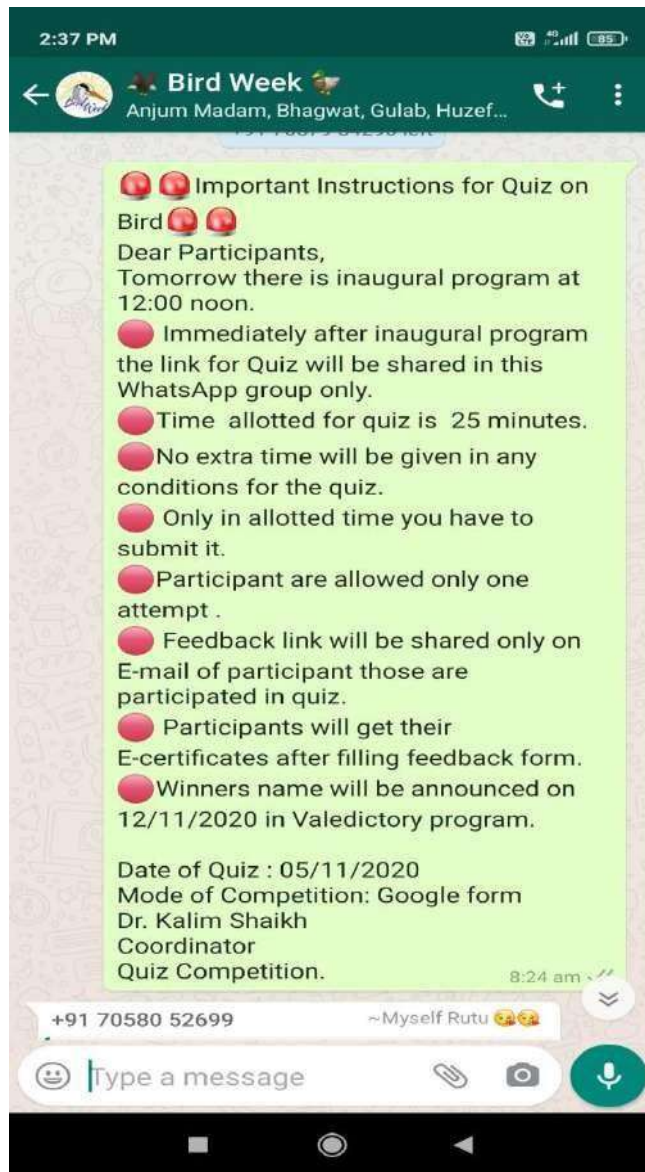 2:37 PM
4G
85
Bird Week
Anjum Madam, Bhagwat, Gulab, Huzef...
Important Instructions for Quiz on
Bird
Dear Participants,
Tomorrow there is inaugural program at
12:00 noon.
Immediately after inaugural program
the link for Quiz will be shared in this
WhatsApp group only.
Time allotted for quiz is 25 minutes.
No extra time will be given in any
conditions for the quiz.
Only in allotted time you have to
submit it.
Participant are allowed only one
attempt .
Feedback link will be shared only on
E-mail of participant those are
participated in quiz.
Participants will get their
E-certificates after filling feedback form.
Winners name will be announced on
12/11/2020 in Valedictory program.
Date of Quiz : 05/11/2020
Mode of Competition: Google form
Dr. Kalim Shaikh
Coordinator
Quiz Competition.
8:24 am
+91 70580 52699 ~Myself Rutu
Type a message